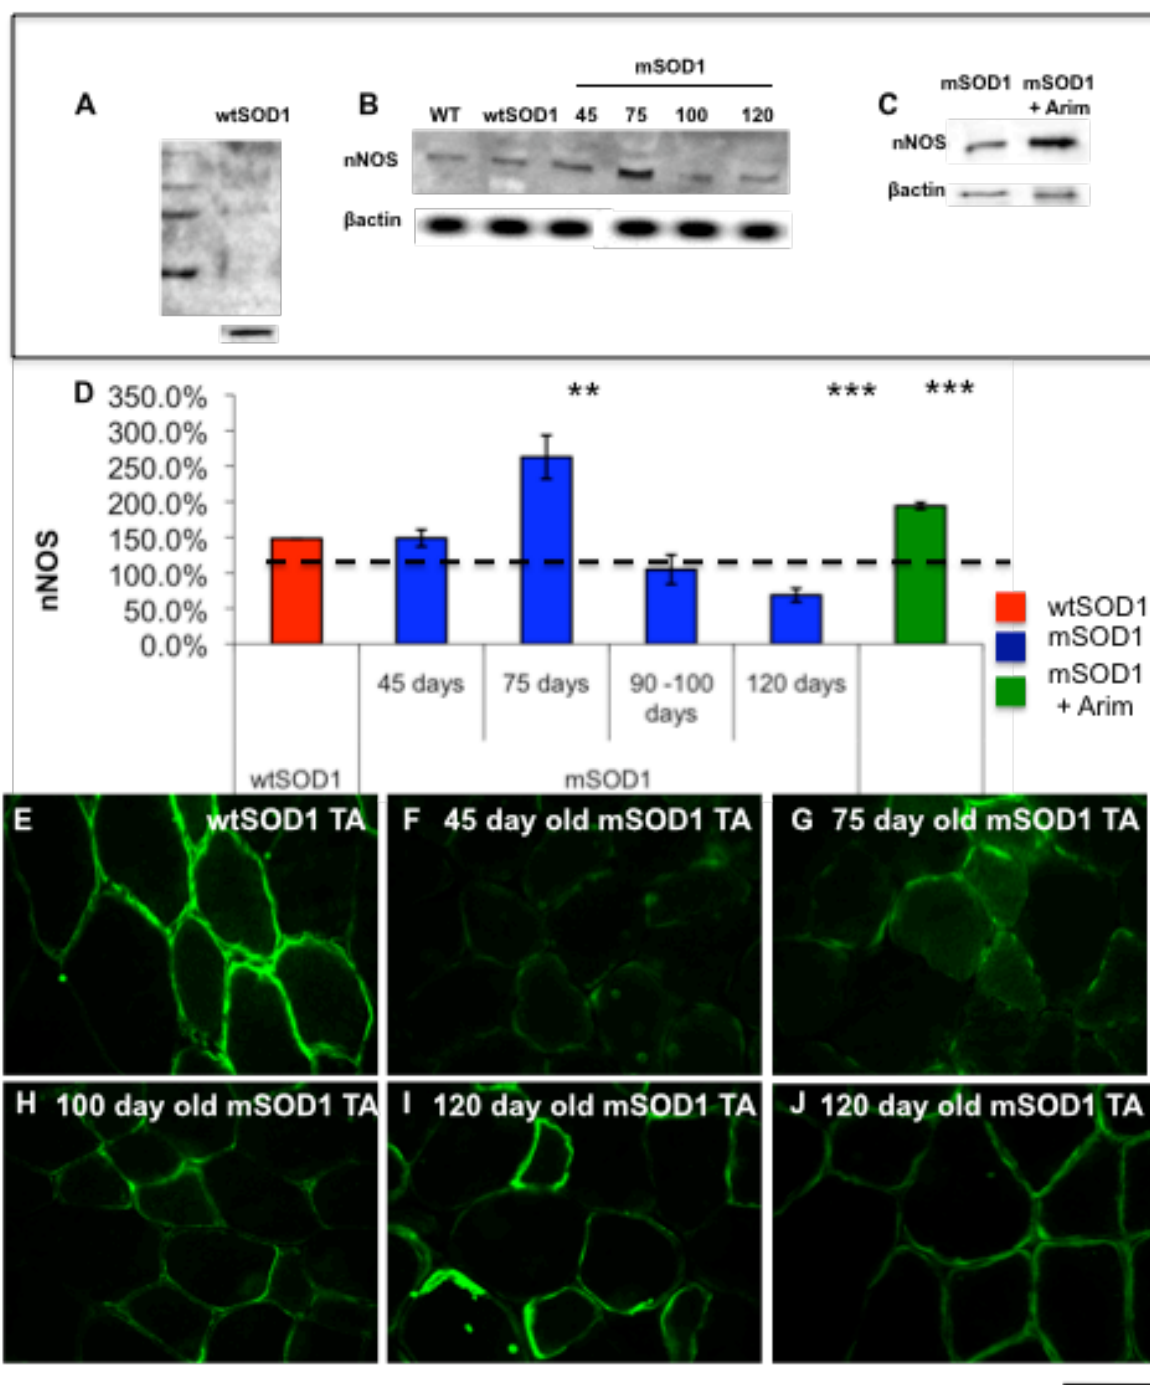 mSOD1
A
B
C
mSOD1 mSOD1
+ Arim
wtSOD1
WT wtSOD1 45 75 100 120
nNOS
nNOS
βactin
βactin
D
** *** ***
350.0%
300.0%
250.0%
200.0%
150.0%
100.0%
50.0%
0.0%
nNOS
45 days 75 days 90 -100 days 120 days
wtSOD1 mSOD1
wtSOD1
mSOD1
mSOD1
+ Arim
E wtSOD1 TA
F 45 day old mSOD1 TA
G 75 day old mSOD1 TA
H 100 day old mSOD1 TA
I 120 day old mSOD1 TA
J 120 day old mSOD1 TA